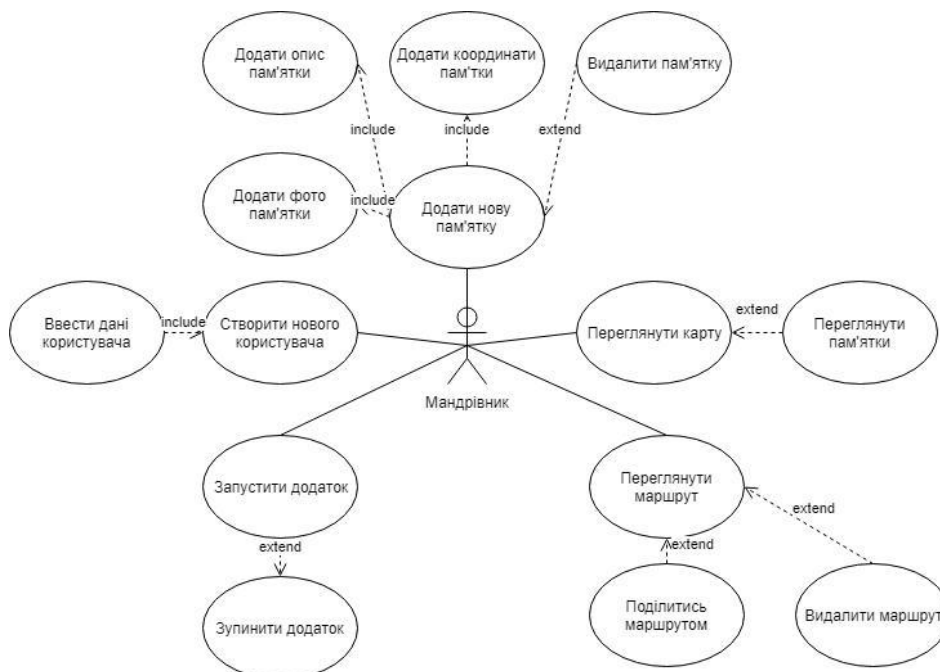 Додати опис
пам'ятки
Додати координати
пам'тки
Видалити пам'ятку
include
include
extend
Додати фото
пам'ятки
include
Додати нову
пам'ятку
Ввести дані
користувача
include
Створити нового
користувача
Переглянути карту
extend
Переглянути
пам'ятки
Мандрівник
Запустити додаток
Переглянути
маршрут
extend
extend
extend
Зупинити додаток
Поділитись
маршрутом
Видалити маршрут